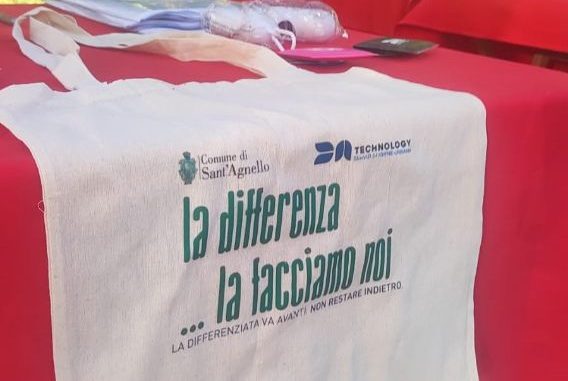 Comune di
Sant'Agnello
TECHNOLOGY
la differenza
... la facciamo noi
LA DIFFERENZIATA VA AVANTI. NON RESTARE INDIETRO.